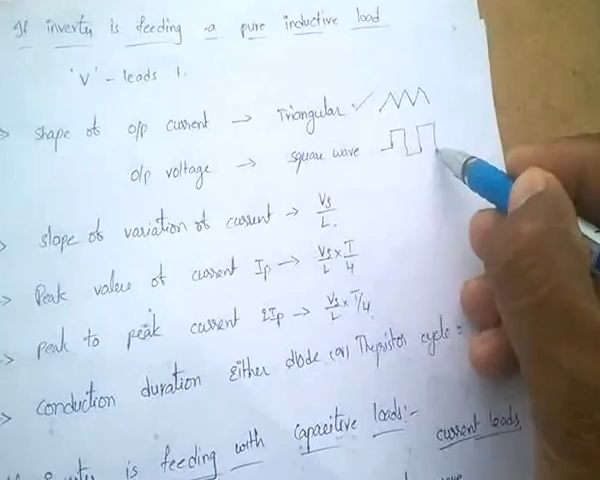 If inverter is feeding a pure inductive load
'V' - leads I.
shape of o/p current → Triangular ✓
o/p voltage → square wave
slope of variation of current → Vs/L.
Peak value of current Ip → Vs/L × T/4
peak to peak current 2Ip → Vs/L × T/4.
conduction duration either diode (or) Thyristor cycle =
is feeding with capacitive loads:- current leads,